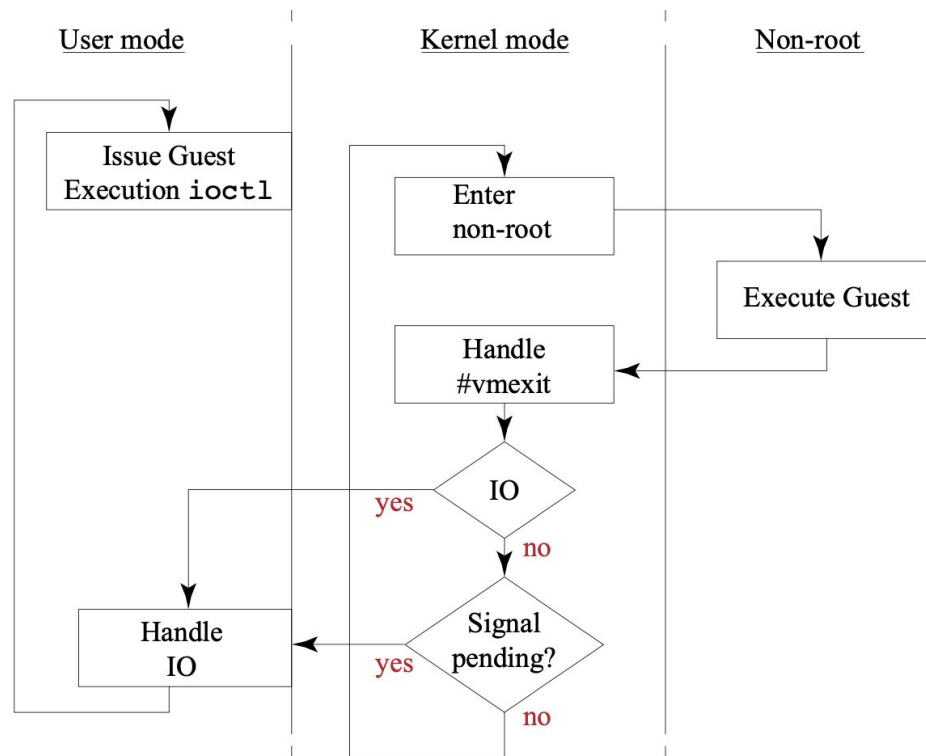 User mode
Kernel mode
Non-root
Issue Guest
Execution ioctl
Enter
non-root
Execute Guest
Handle
#vmexit
IO
yes
no
Signal
pending?
Handle
IO
yes
no